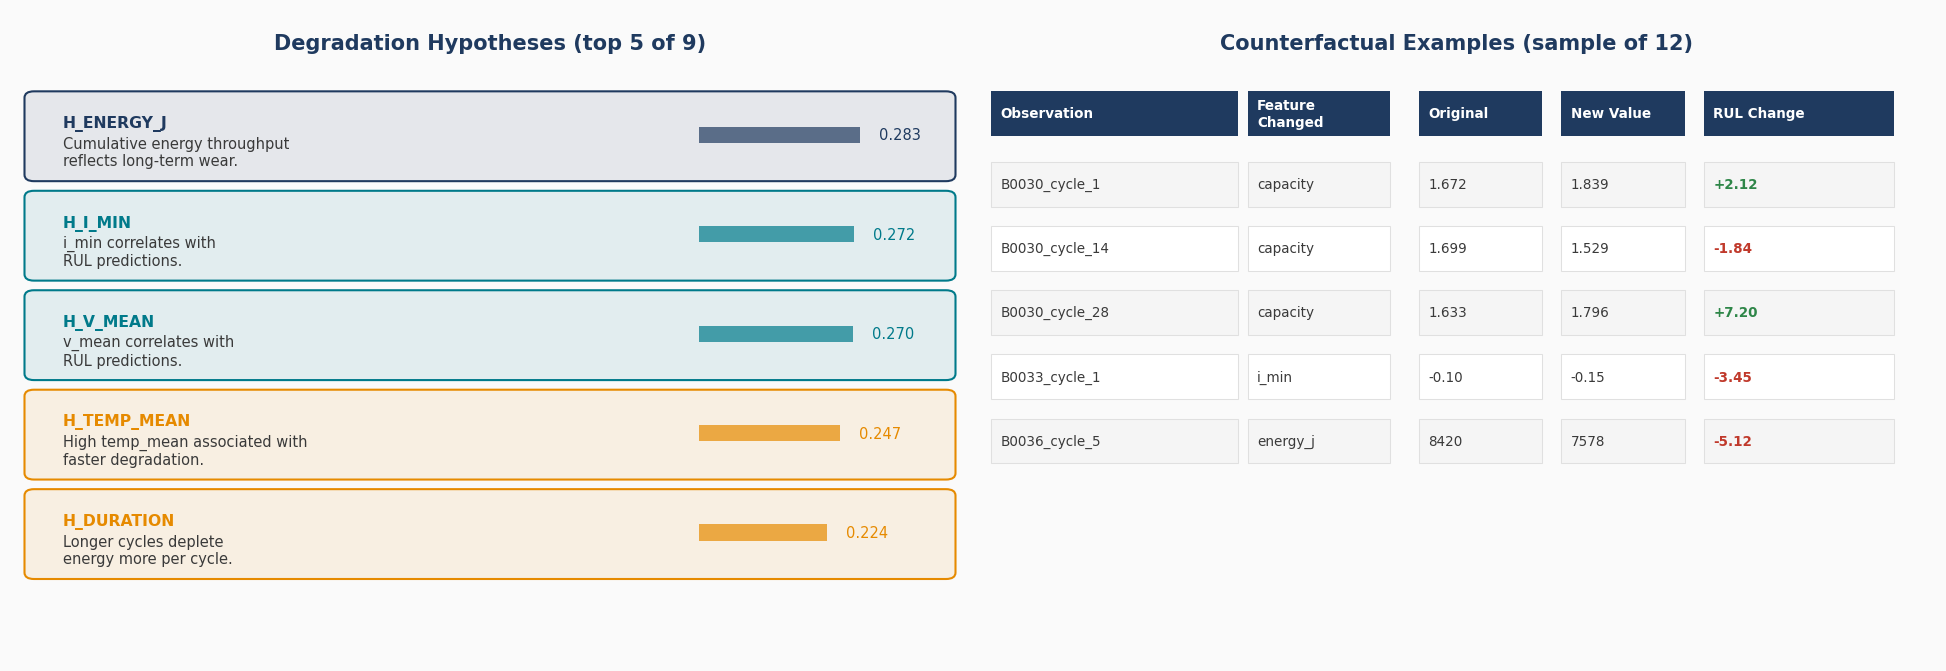 Degradation Hypotheses (top 5 of 9)
H_ENERGY_J
Cumulative energy throughput
reflects long-term wear.
0.283
H_I_MIN
i_min correlates with
RUL predictions.
0.272
H_V_MEAN
v_mean correlates with
RUL predictions.
0.270
H_TEMP_MEAN
High temp_mean associated with
faster degradation.
0.247
H_DURATION
Longer cycles deplete
energy more per cycle.
0.224
Counterfactual Examples (sample of 12)
Observation Feature Changed Original New Value RUL Change
B0030_cycle_1 capacity 1.672 1.839 +2.12
B0030_cycle_14 capacity 1.699 1.529 -1.84
B0030_cycle_28 capacity 1.633 1.796 +7.20
B0033_cycle_1 i_min -0.10 -0.15 -3.45
B0036_cycle_5 energy_j 8420 7578 -5.12